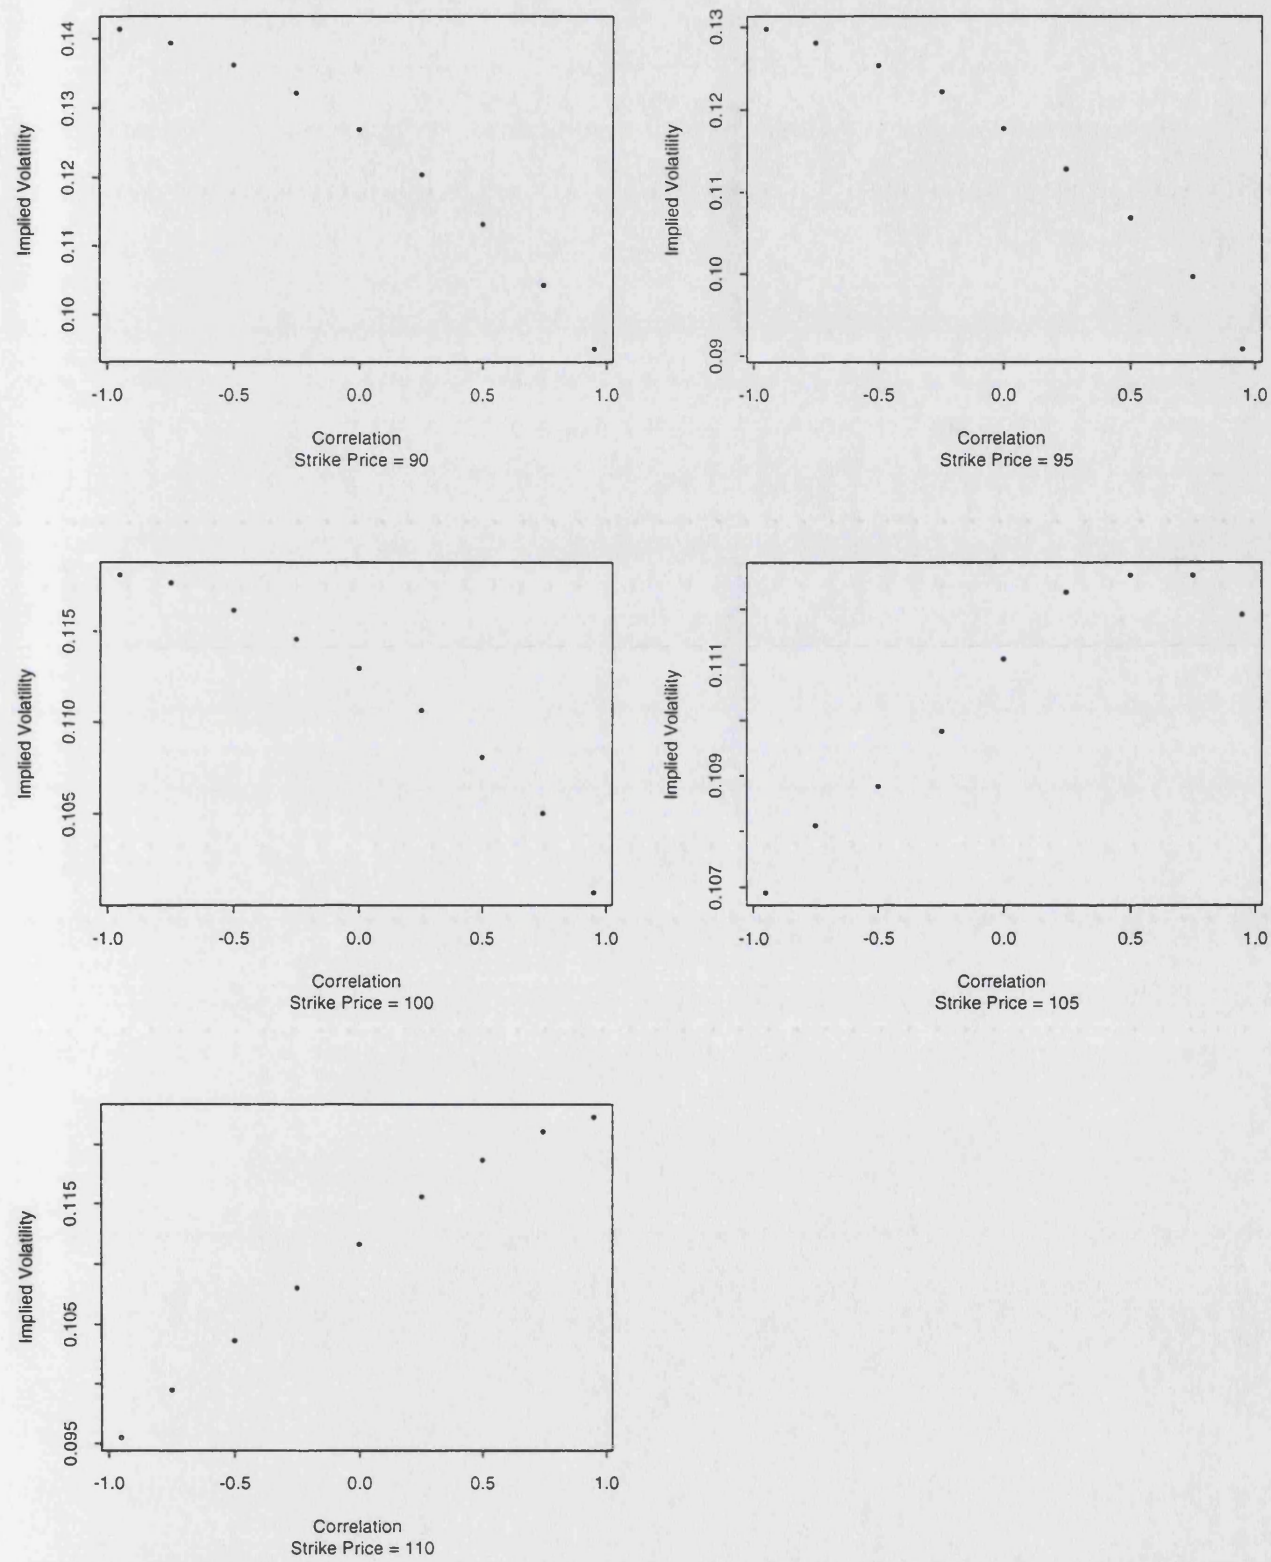 Implied Volatility
0.14
0.13
0.12
0.11
0.10
-1.0 -0.5 0.0 0.5 1.0
Correlation
Strike Price = 90
Implied Volatility
0.13
0.12
0.11
0.10
0.09
-1.0 -0.5 0.0 0.5 1.0
Correlation
Strike Price = 95
Implied Volatility
0.115
0.110
0.105
-1.0 -0.5 0.0 0.5 1.0
Correlation
Strike Price = 100
Implied Volatility
0.111
0.109
0.107
-1.0 -0.5 0.0 0.5 1.0
Correlation
Strike Price = 105
Implied Volatility
0.115
0.105
0.095
-1.0 -0.5 0.0 0.5 1.0
Correlation
Strike Price = 110